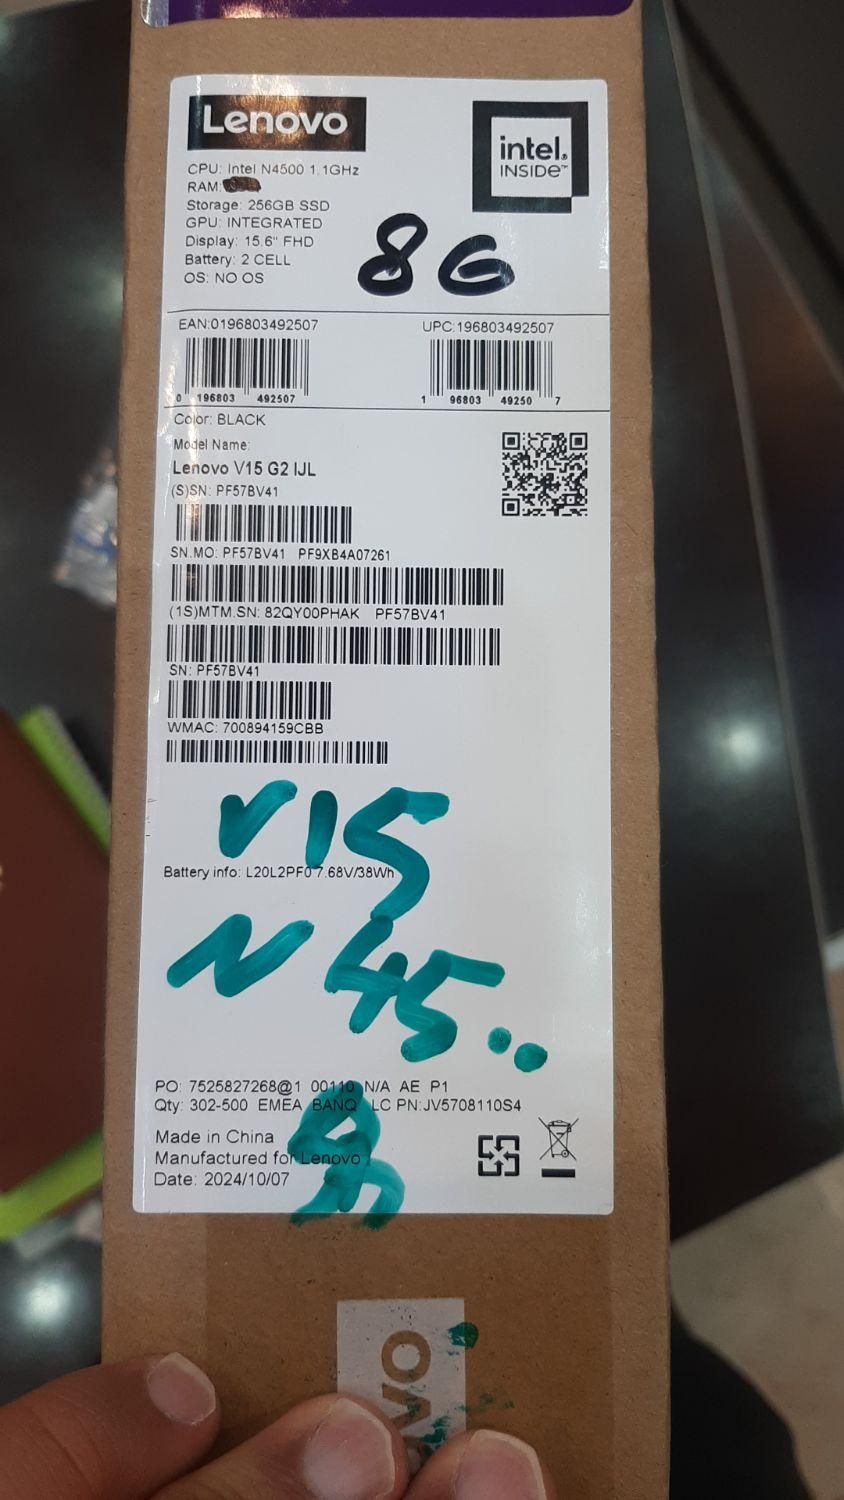 Lenovo
intel.
INSIDE™
CPU: Intel N4500 1.1GHz
RAM:
Storage: 256GB SSD
GPU: INTEGRATED
Display: 15.6" FHD
Battery: 2 CELL
OS: NO OS
8G
EAN:0196803492507
UPC:196803492507
0 196803 492507
1 96803 49250 7
Color: BLACK
Model Name:
Lenovo V15 G2 IJL
(S)SN: PF57BV41
SN.MO: PF57BV41 PF9XB4A07261
(1S)MTM.SN: 82QY00PHAK PF57BV41
SN: PF57BV41
WMAC: 700894159CBB
V15
Battery info: L20L2PF0 7.68V/38Wh
N45..
PO: 7525827268@1 00110 N/A AE P1
Qty: 302-500 EMEA BANQ LC PN:JV5708110S4
Made in China
Manufactured for Lenovo
Date: 2024/10/07